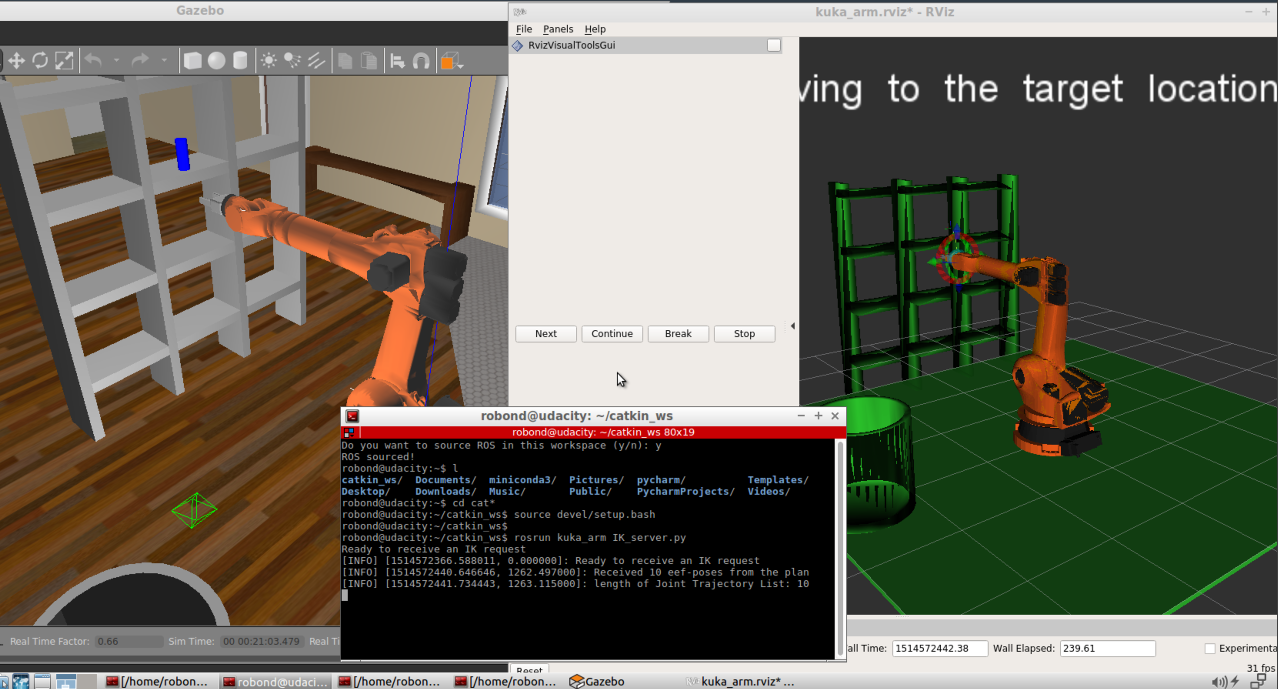 Gazebo
kuka_arm.rviz* - RViz
File Panels Help
RvizVisualToolsGui
ving to the target location
Next Continue Break Stop
robond@udacity: ~/catkin_ws
robond@udacity: ~/catkin_ws 80x19
Do you want to source ROS in this workspace (y/n): y
ROS sourced!
robond@udacity:~$ l
catkin_ws/ Documents/ miniconda3/ Pictures/ pycharm/ Templates/
Desktop/ Downloads/ Music/ Public/ PycharmProjects/ Videos/
robond@udacity:~$ cd cat*
robond@udacity:~/catkin_ws$ source devel/setup.bash
robond@udacity:~/catkin_ws$
robond@udacity:~/catkin_ws$ rosrun kuka_arm IK_server.py
Ready to receive an IK request
[INFO] [1514572366.588011, 0.000000]: Ready to receive an IK request
[INFO] [1514572440.646646, 1262.497000]: Received 10 eef-poses from the plan
[INFO] [1514572441.734443, 1263.115000]: length of Joint Trajectory List: 10
Real Time Factor: 0.66 Sim Time: 00 00:21:03.479 Real Ti
all Time: 1514572442.38 Wall Elapsed: 239.61 Experimenta
Reset 31 fps
[/home/robon... robond@udaci... [/home/robon... [/home/robon... Gazebo kuka_arm.rviz* ...